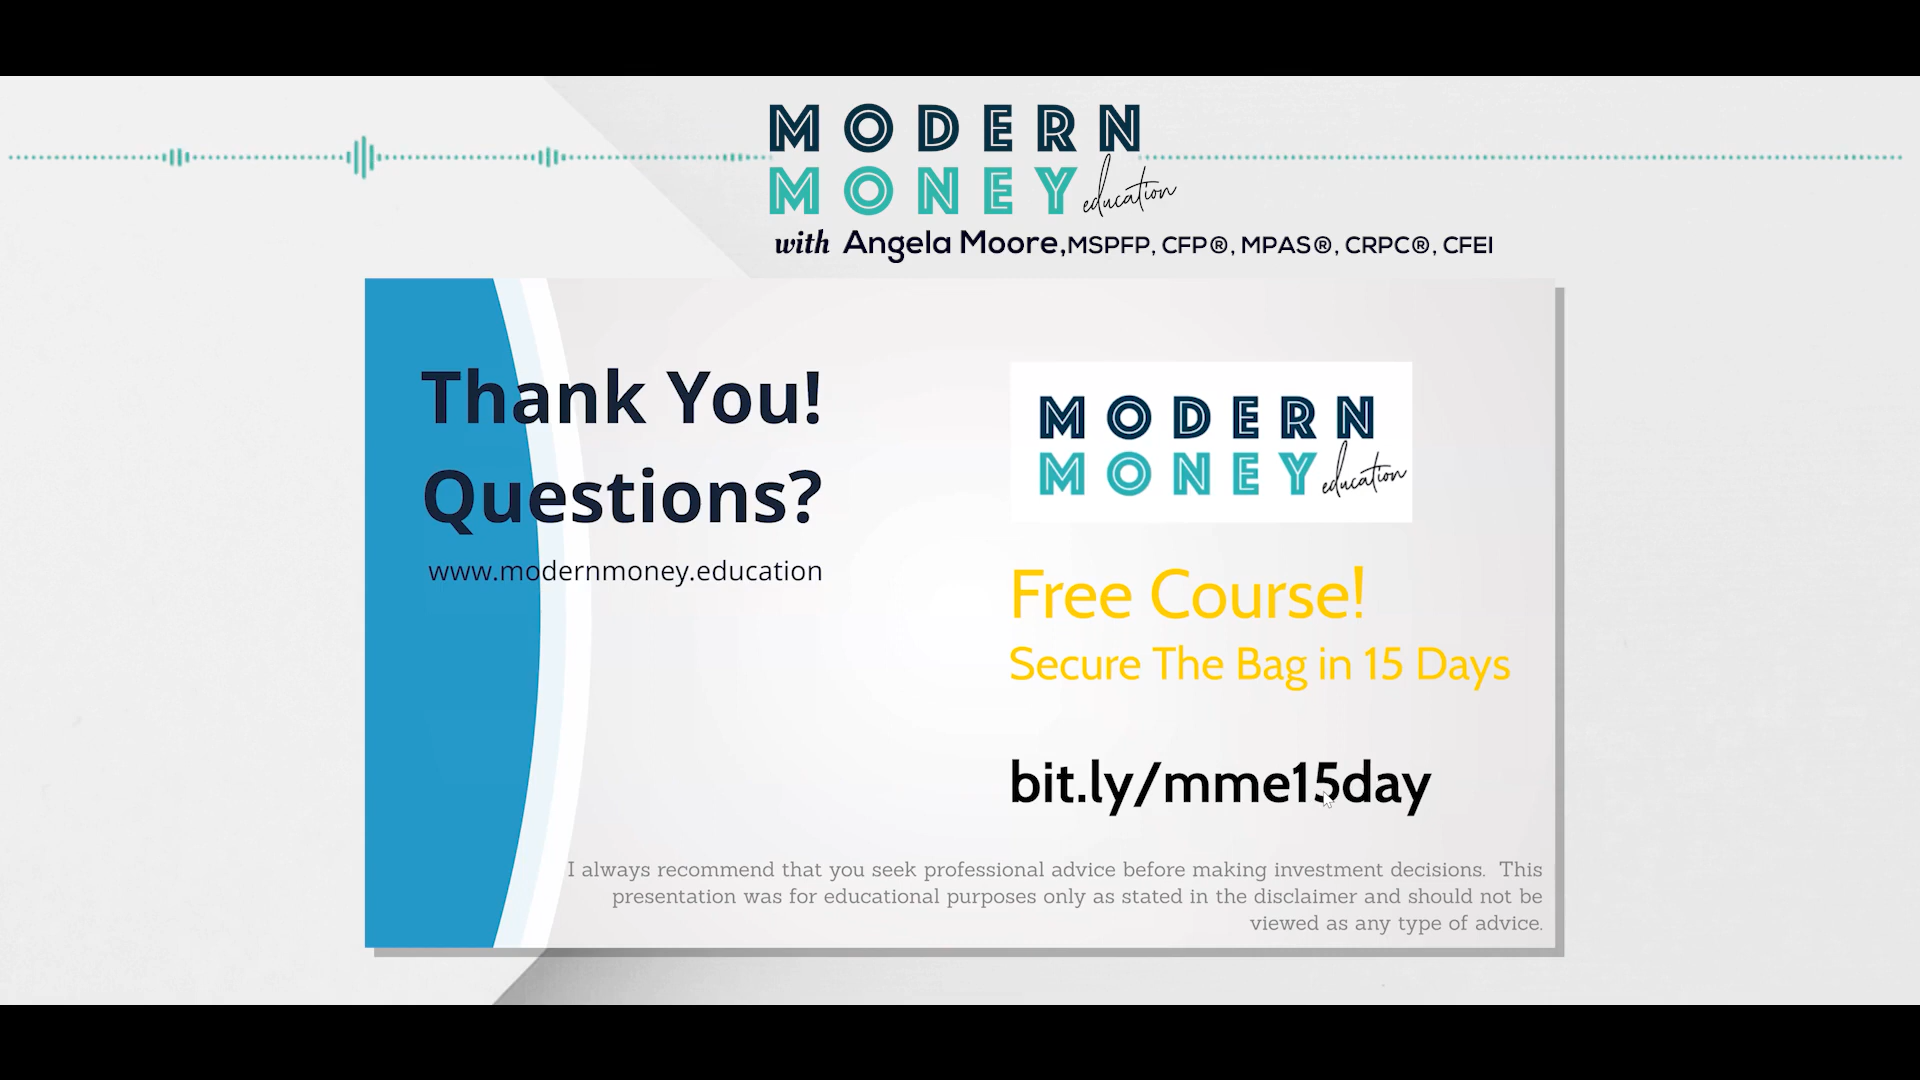 MODERN
MONEY education
with Angela Moore, MSPFP, CFP®, MPAS®, CRPC®, CFEI
Thank You!
Questions?
www.modernmoney.education
MODERN
MONEY education
Free Course!
Secure The Bag in 15 Days
bit.ly/mme15day
I always recommend that you seek professional advice before making investment decisions.  This
presentation was for educational purposes only as stated in the disclaimer and should not be
viewed as any type of advice.